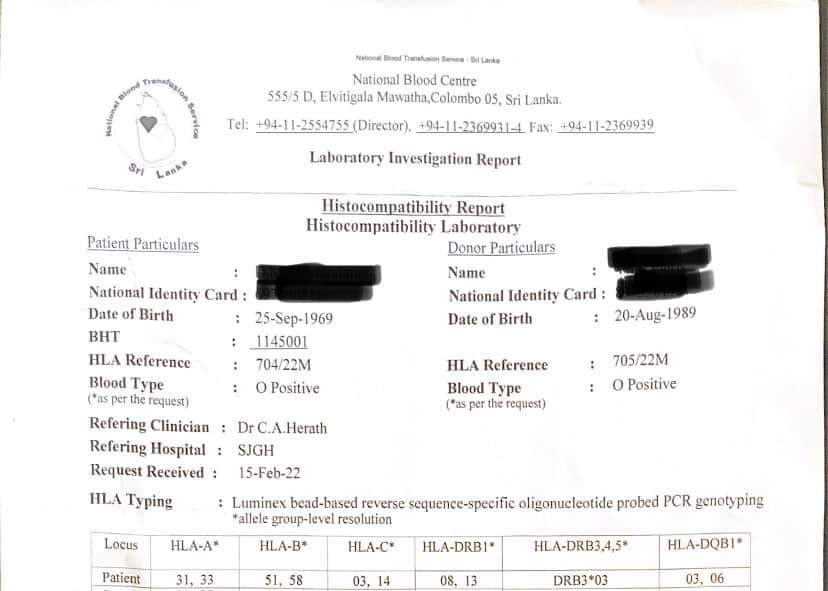 National Blood Transfusion Service - Sri Lanka
National Blood Centre
555/5 D, Elvitigala Mawatha,Colombo 05, Sri Lanka.
Tel: +94-11-2554755 (Director), +94-11-2369931-4 Fax: +94-11-2369939
National Blood Transfusion Service
Sri Lanka
Laboratory Investigation Report
Histocompatibility Report
Histocompatibility Laboratory
Patient Particulars
Name :
National Identity Card :
Date of Birth : 25-Sep-1969
BHT : 1145001
HLA Reference : 704/22M
Blood Type : O Positive
(*as per the request)
Donor Particulars
Name :
National Identity Card :
Date of Birth : 20-Aug-1989
HLA Reference : 705/22M
Blood Type : O Positive
(*as per the request)
Refering Clinician : Dr C.A.Herath
Refering Hospital : SJGH
Request Received : 15-Feb-22
HLA Typing : Luminex bead-based reverse sequence-specific oligonucleotide probed PCR genotyping
*allele group-level resolution
Locus HLA-A* HLA-B* HLA-C* HLA-DRB1* HLA-DRB3,4,5* HLA-DQB1*
Patient 31, 33 51, 58 03, 14 08, 13 DRB3*03 03, 06